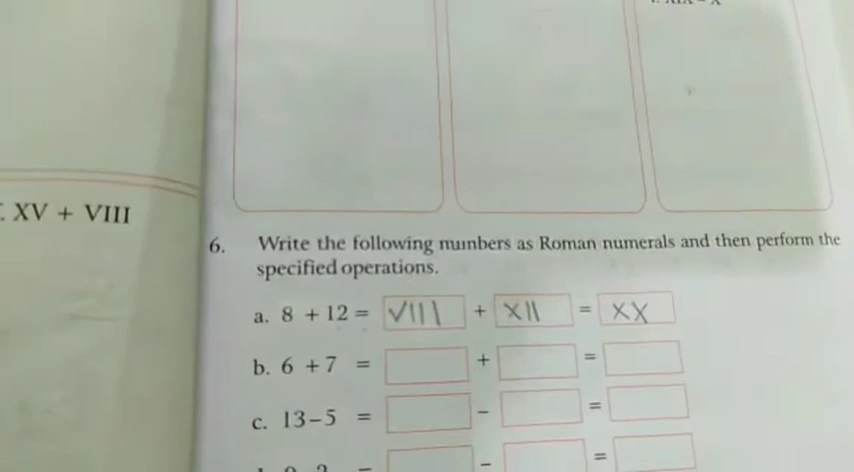 XV + VIII
6. Write the following numbers as Roman numerals and then perform the
specified operations.
a. 8 + 12 = VIII + XII = XX
b. 6 + 7 = + =
c. 13-5 = - =